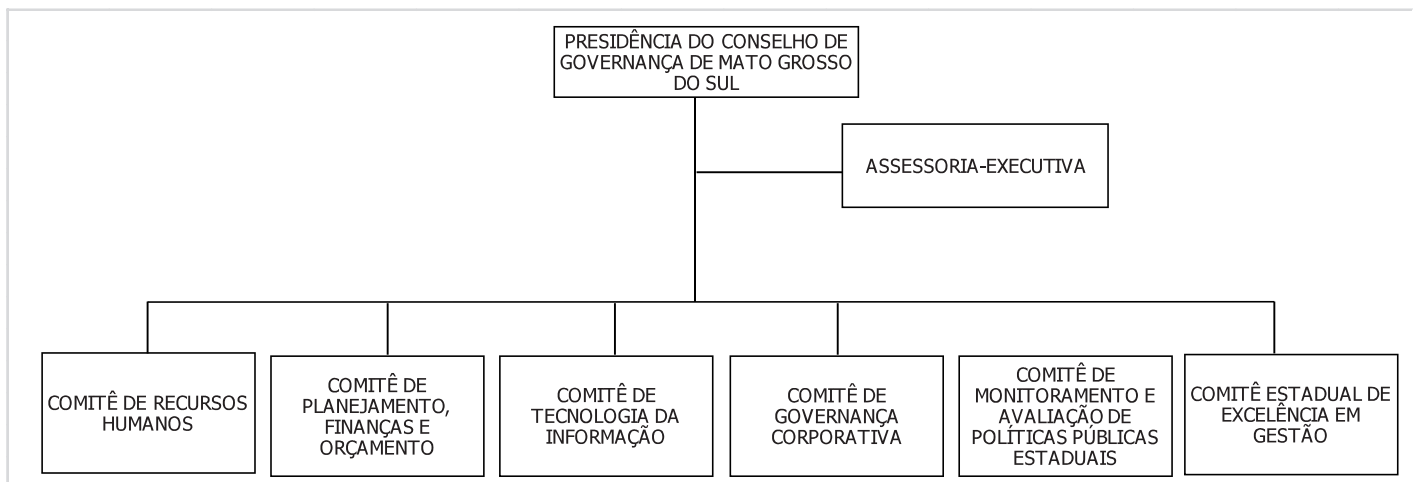 PRESIDÊNCIA DO CONSELHO DE
GOVERNANÇA DE MATO GROSSO
DO SUL
ASSESSORIA-EXECUTIVA
COMITÊ DE RECURSOS
HUMANOS
COMITÊ DE
PLANEJAMENTO,
FINANÇAS E
ORÇAMENTO
COMITÊ DE
TECNOLOGIA DA
INFORMAÇÃO
COMITÊ DE
GOVERNANÇA
CORPORATIVA
COMITÊ DE
MONITORAMENTO E
AVALIAÇÃO DE
POLÍTICAS PÚBLICAS
ESTADUAIS
COMITÊ ESTADUAL DE
EXCELÊNCIA EM
GESTÃO